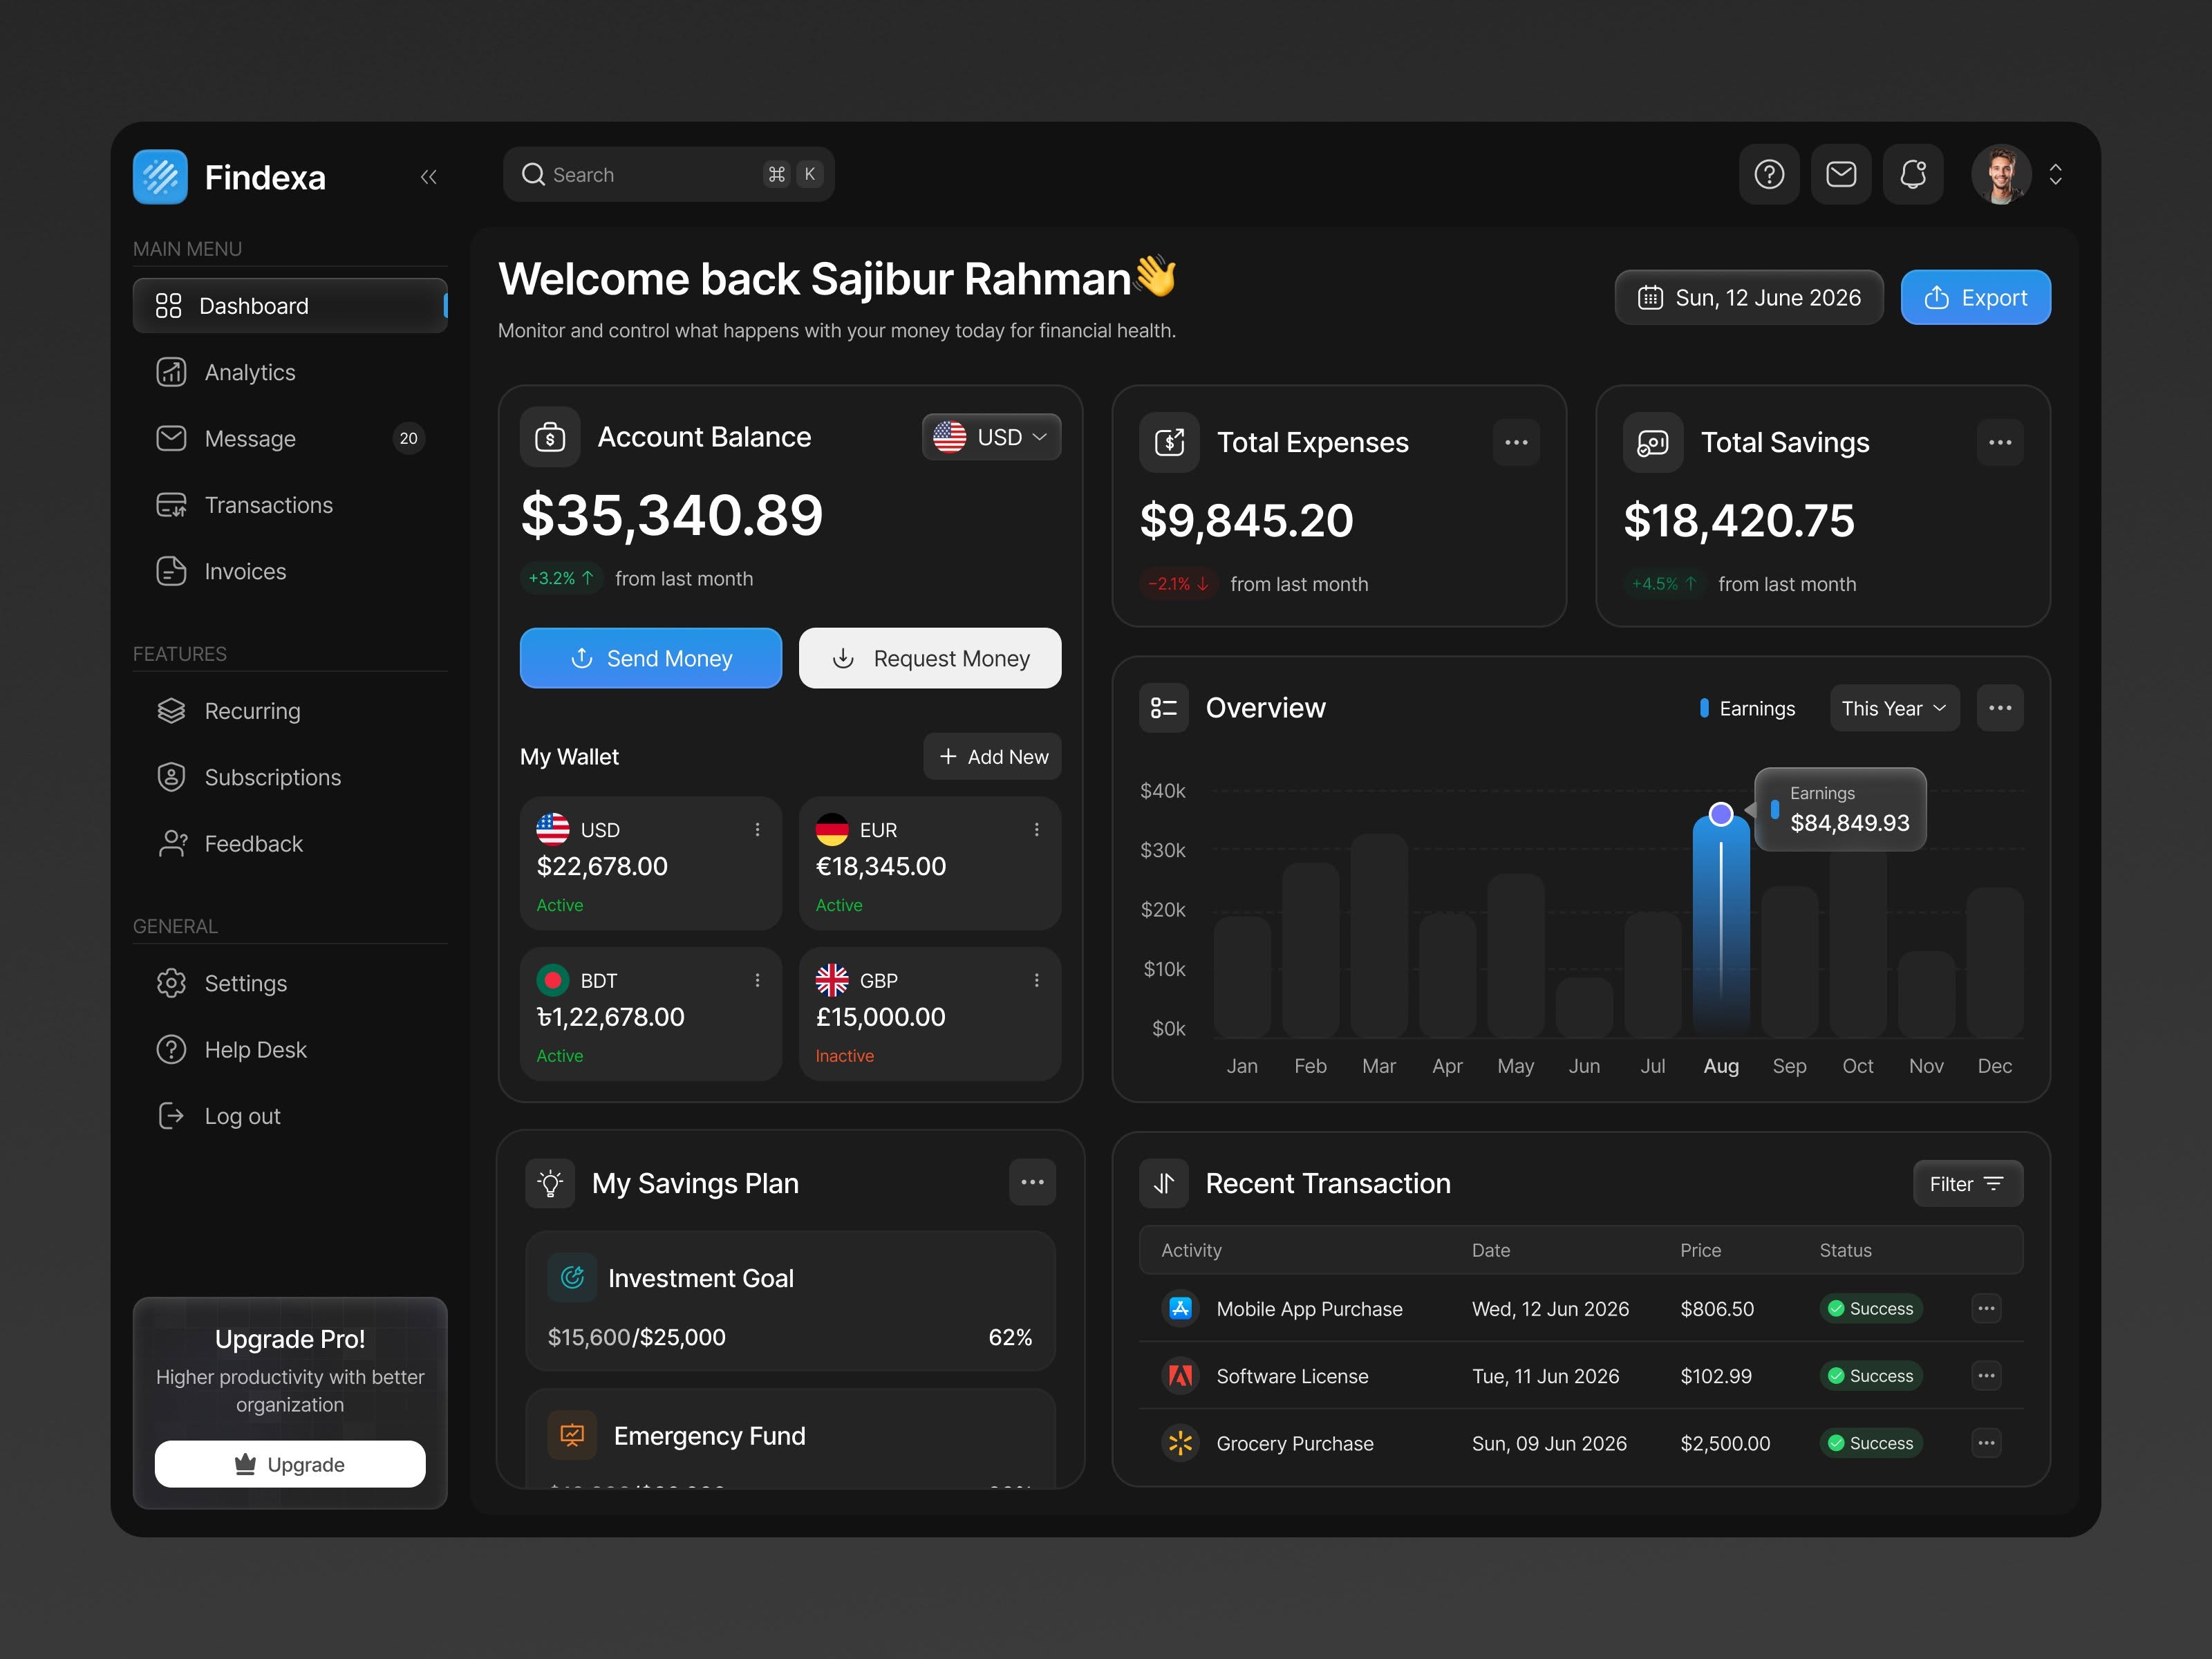 Findexa
Search
⌘ K
MAIN MENU
Dashboard
Analytics
Message 20
Transactions
Invoices
FEATURES
Recurring
Subscriptions
Feedback
GENERAL
Settings
Help Desk
Log out
Upgrade Pro!
Higher productivity with better
organization
Upgrade
Welcome back Sajibur Rahman👋
Monitor and control what happens with your money today for financial health.
Sun, 12 June 2026
Export
Account Balance
USD
$35,340.89
+3.2% ↑ from last month
Send Money
Request Money
My Wallet
+ Add New
USD
$22,678.00
Active
EUR
€18,345.00
Active
BDT
৳1,22,678.00
Active
GBP
£15,000.00
Inactive
Total Expenses
$9,845.20
−2.1% ↓ from last month
Total Savings
$18,420.75
+4.5% ↑ from last month
Overview
Earnings
This Year
$40k
$30k
$20k
$10k
$0k
Earnings
$84,849.93
Jan Feb Mar Apr May Jun Jul Aug Sep Oct Nov Dec
My Savings Plan
Investment Goal
$15,600/$25,000 62%
Emergency Fund
Recent Transaction
Filter
Activity Date Price Status
Mobile App Purchase Wed, 12 Jun 2026 $806.50 Success
Software License Tue, 11 Jun 2026 $102.99 Success
Grocery Purchase Sun, 09 Jun 2026 $2,500.00 Success